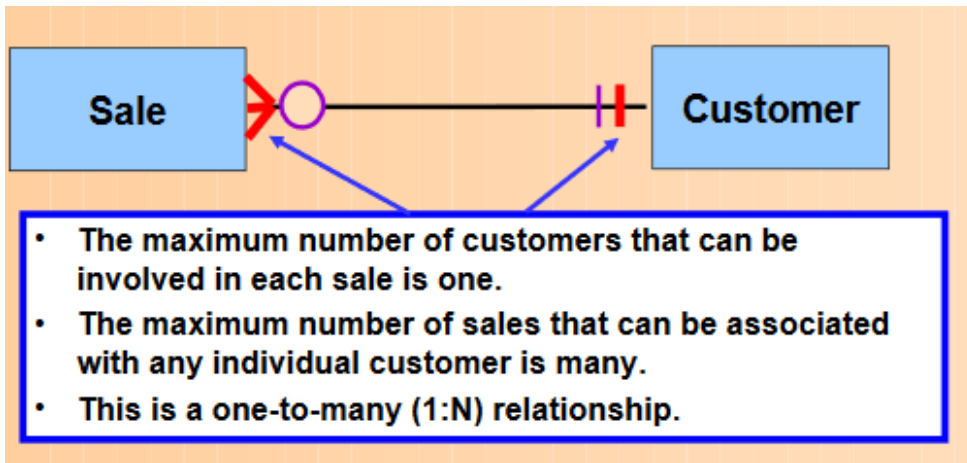 Sale
Customer
• The maximum number of customers that can be
involved in each sale is one.
• The maximum number of sales that can be associated
with any individual customer is many.
• This is a one-to-many (1:N) relationship.